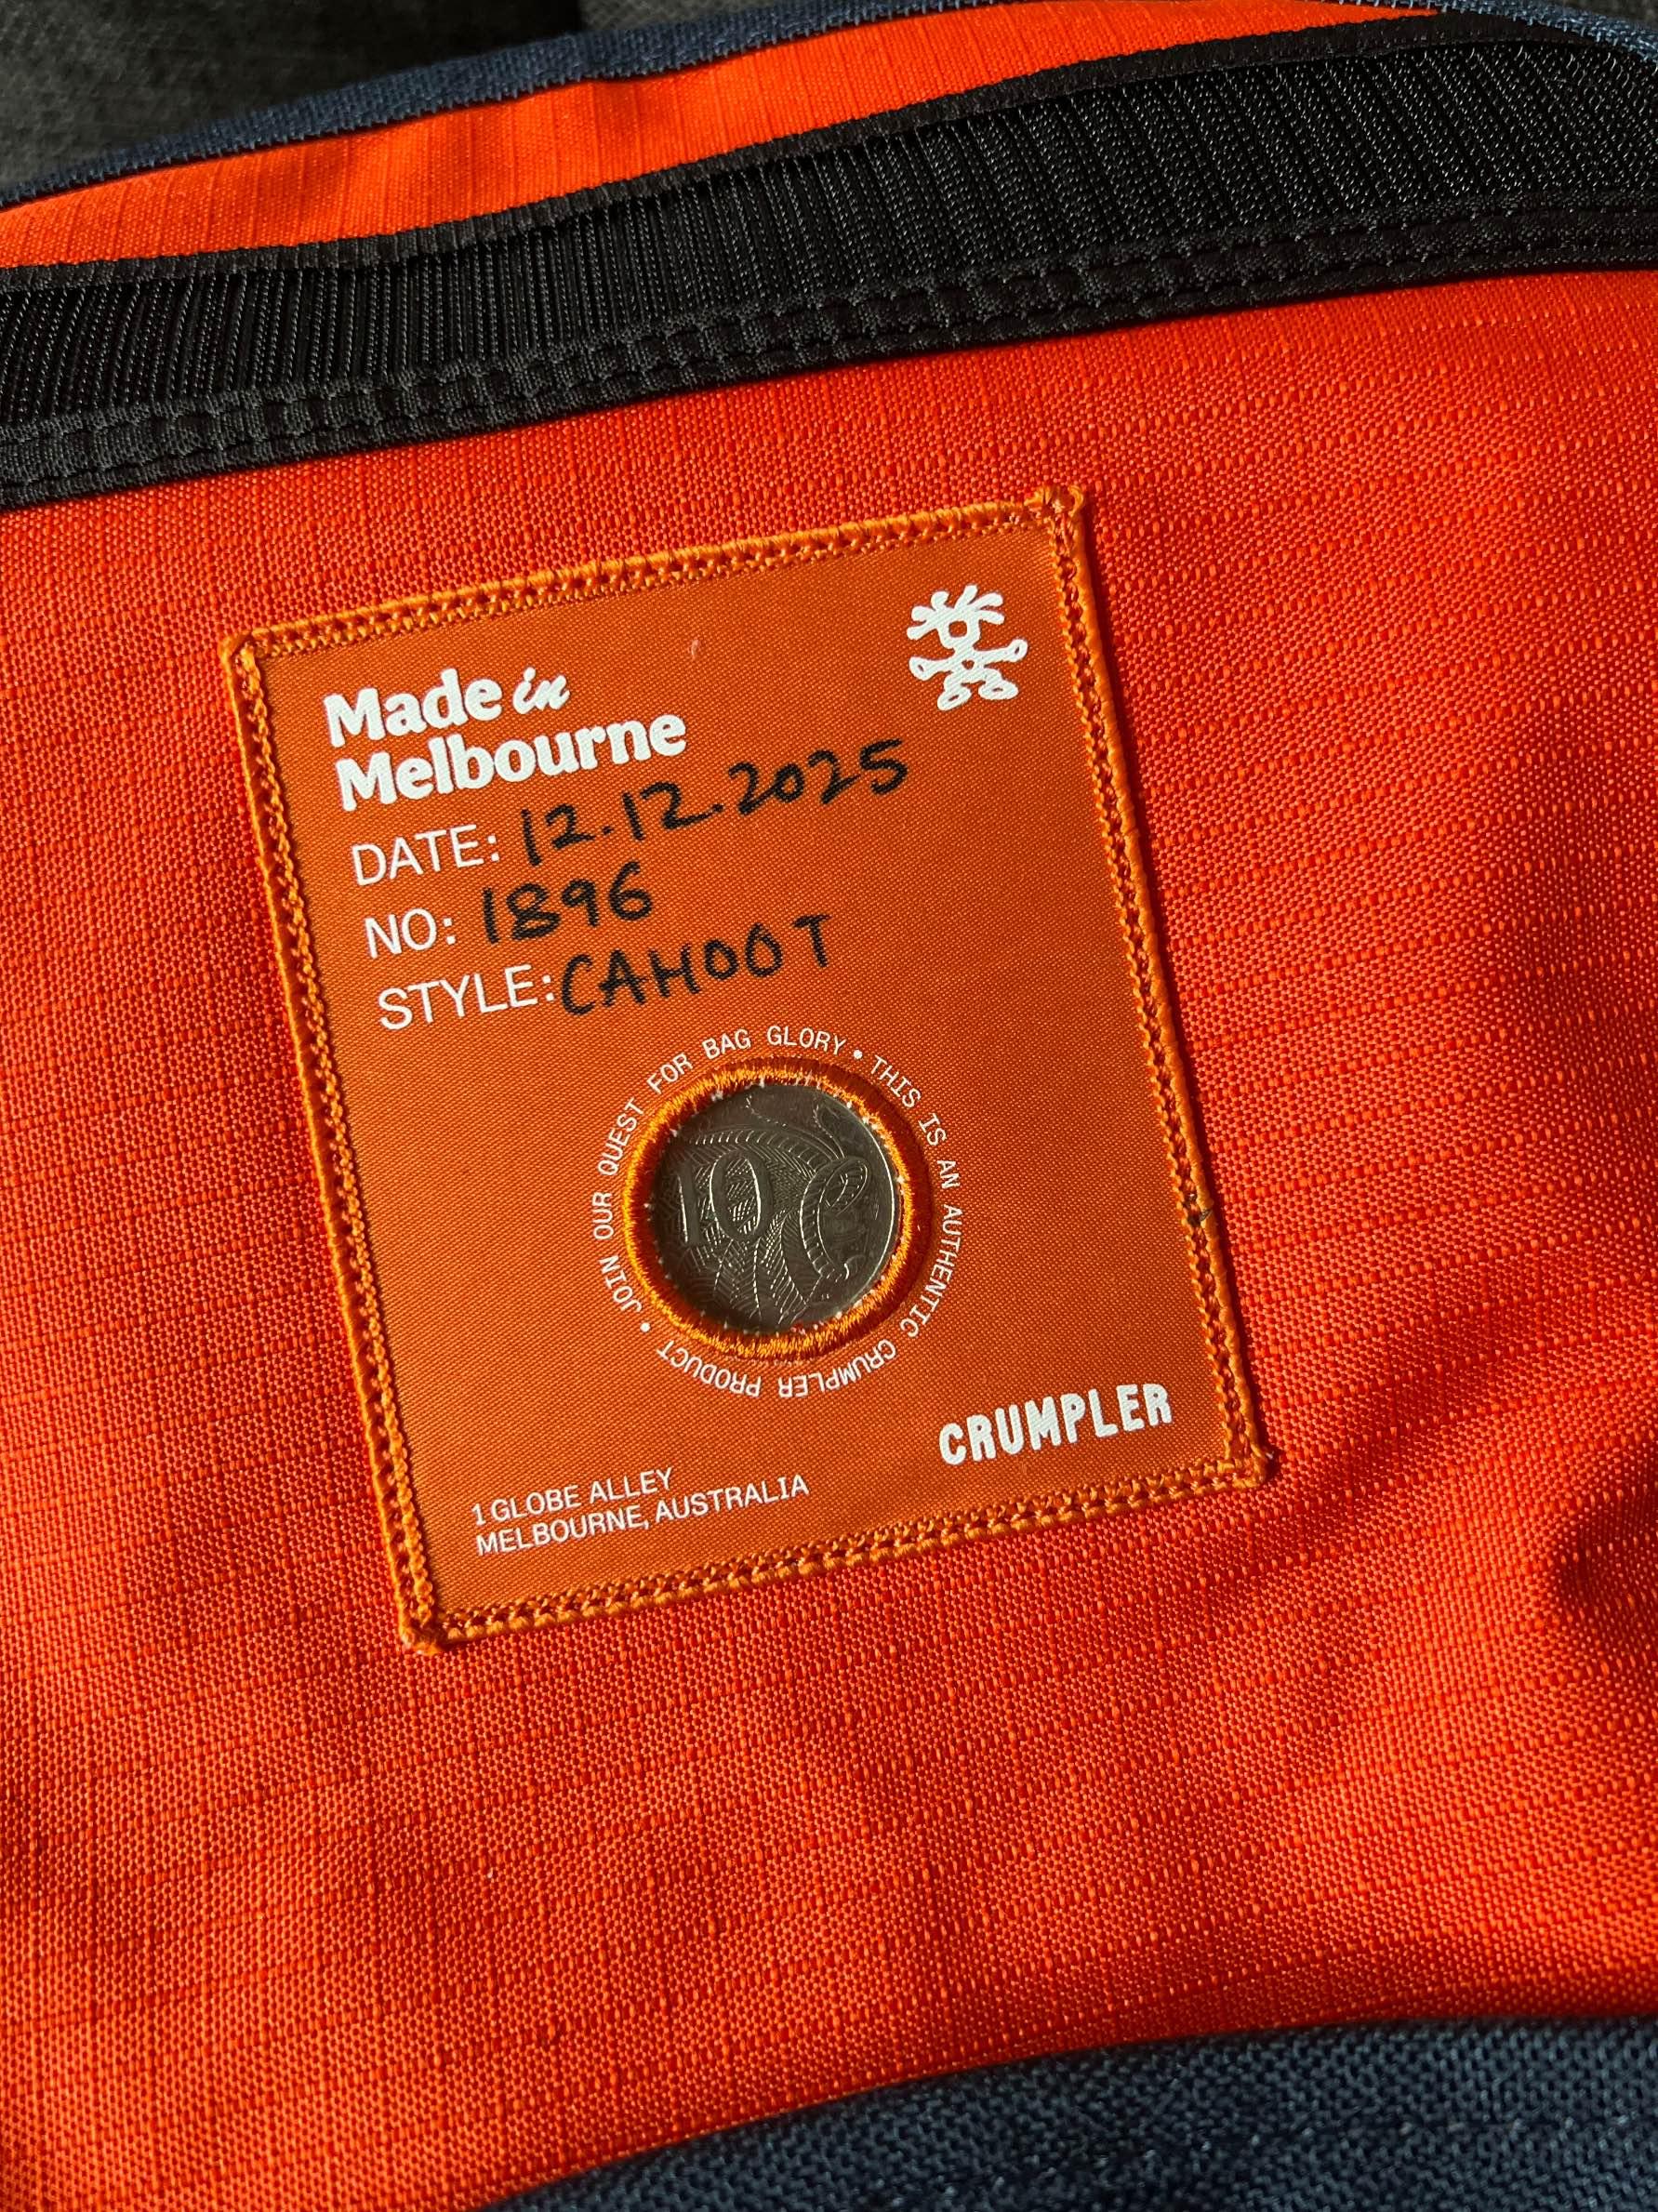 Made in
Melbourne
DATE: 12.12.2025
NO: 1896
STYLE: CAHOOT
JOIN OUR QUEST FOR BAG GLORY • THIS IS AN AUTHENTIC CRUMPLER PRODUCT •
10
CRUMPLER
1 GLOBE ALLEY
MELBOURNE, AUSTRALIA